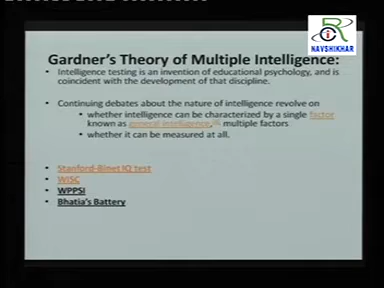 NAVSHIKHAR
Gardner's Theory of Multiple Intelligence:
• Intelligence testing is an invention of educational psychology, and is
coincident with the development of that discipline.
• Continuing debates about the nature of intelligence revolve on
• whether intelligence can be characterized by a single factor
known as general intelligence, multiple factors
• whether it can be measured at all.
• Stanford-Binet IQ test
• WISC
• WPPSI
• Bhatia's Battery